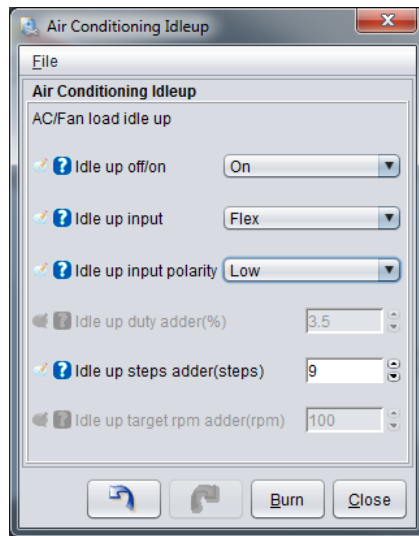 Air Conditioning Idleup
File
Air Conditioning Idleup
AC/Fan load idle up
? Idle up off/on On
? Idle up input Flex
? Idle up input polarity Low
? Idle up duty adder(%) 3.5
? Idle up steps adder(steps) 9
? Idle up target rpm adder(rpm) 100
Burn Close